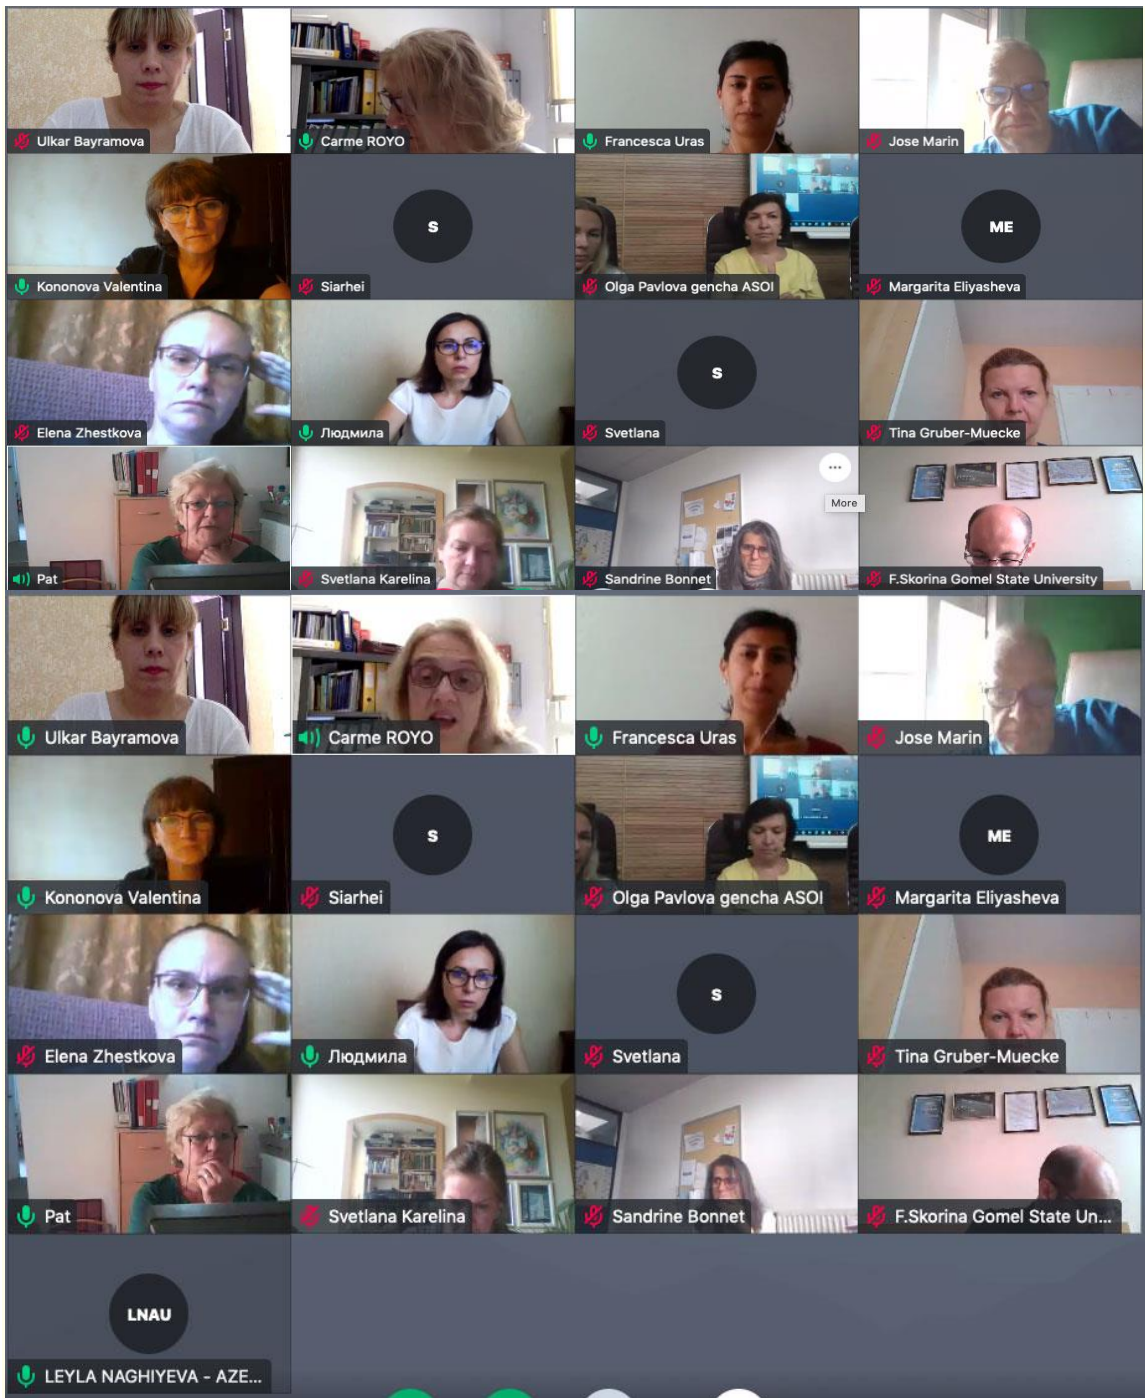 Ulkar Bayramova
Carme ROYO
Francesca Uras
Jose Marin
Kononova Valentina
S
Siarhei
Olga Pavlova gencha ASOI
ME
Margarita Eliyasheva
Elena Zhestkova
Людмила
S
Svetlana
Tina Gruber-Muecke
Pat
Svetlana Karelina
More
Sandrine Bonnet
F.Skorina Gomel State University
Ulkar Bayramova
Carme ROYO
Francesca Uras
Jose Marin
Kononova Valentina
S
Siarhei
Olga Pavlova gencha ASOI
ME
Margarita Eliyasheva
Elena Zhestkova
Людмила
S
Svetlana
Tina Gruber-Muecke
Pat
Svetlana Karelina
Sandrine Bonnet
F.Skorina Gomel State Un...
LNAU
LEYLA NAGHIYEVA - AZE...